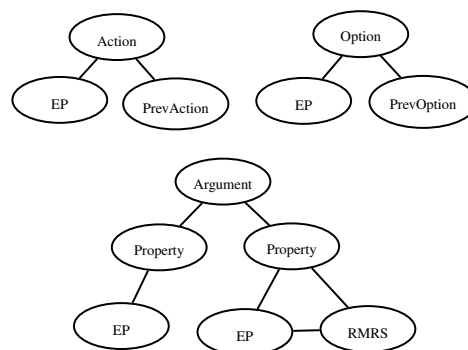 Action
Option
EP
PrevAction
EP
PrevOption
Argument
Property
Property
EP
EP
RMRS